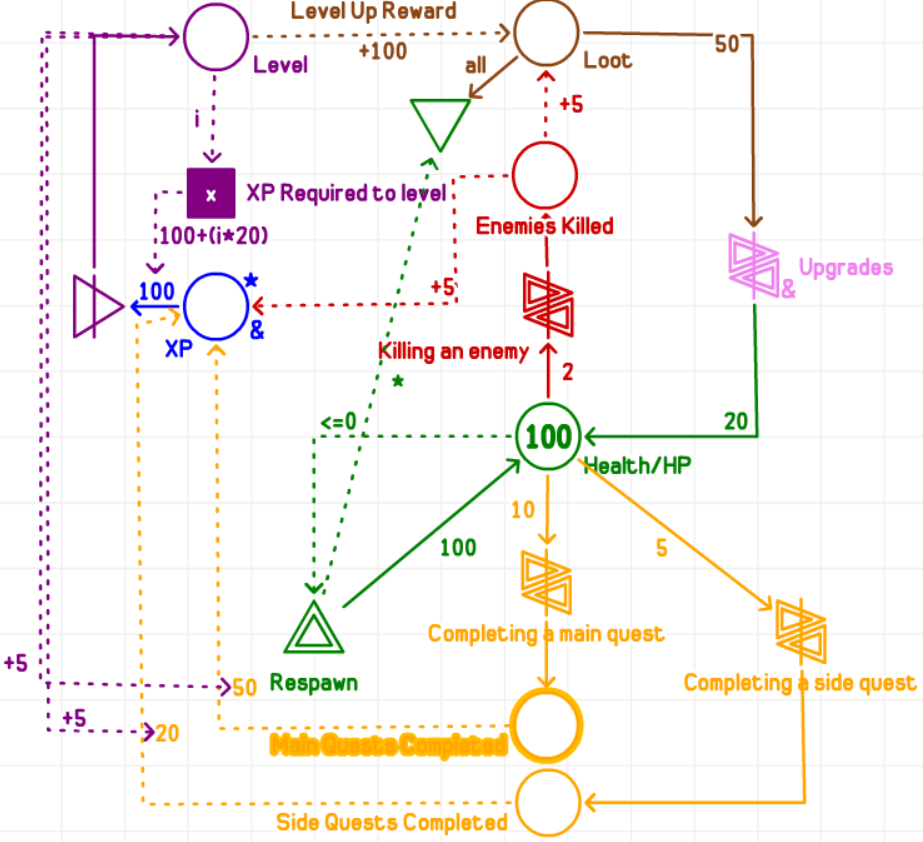 Level Up Reward
+100
Level
Loot
50
all
+5
i
x
XP Required to level
100+(i*20)
Enemies Killed
Upgrades
&
100
*
&
XP
+5
Killing an enemy
2
*
<=0
100
20
Health/HP
10
5
100
Completing a main quest
+5
50
Respawn
Completing a side quest
+5
20
Main Quests Completed
Side Quests Completed